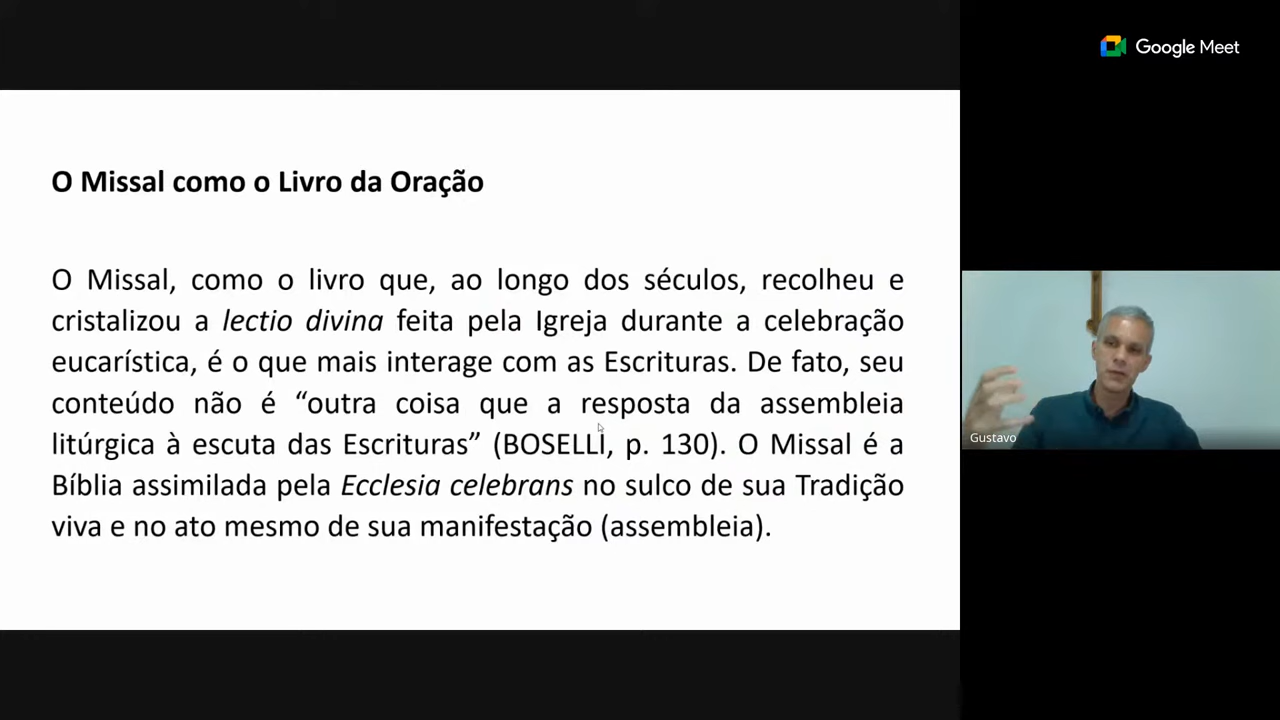 Google Meet
O Missal como o Livro da Oração
O Missal, como o livro que, ao longo dos séculos, recolheu e
cristalizou a lectio divina feita pela Igreja durante a celebração
eucarística, é o que mais interage com as Escrituras. De fato, seu
conteúdo não é “outra coisa que a resposta da assembleia
litúrgica à escuta das Escrituras” (BOSELLI, p. 130). O Missal é a
Bíblia assimilada pela Ecclesia celebrans no sulco de sua Tradição
viva e no ato mesmo de sua manifestação (assembleia).
Gustavo